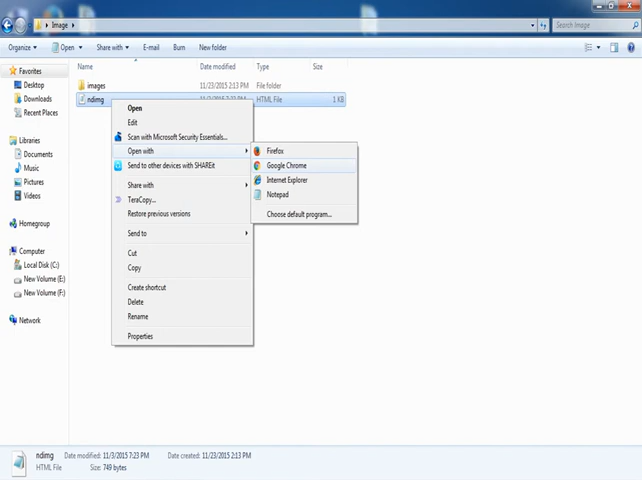 Image
Search Image
Organize Open Share with E-mail Burn New folder
Name Date modified Type Size
Favorites
Desktop
Downloads
Recent Places
Libraries
Documents
Music
Pictures
Videos
Homegroup
Computer
Local Disk (C:)
New Volume (E:)
New Volume (F:)
Network
images 11/23/2015 2:13 PM File folder
ndimg HTML File 1 KB
Open
Edit
Scan with Microsoft Security Essentials...
Open with
Send to other devices with SHAREit
Share with
TeraCopy...
Restore previous versions
Send to
Cut
Copy
Create shortcut
Delete
Rename
Properties
Firefox
Google Chrome
Internet Explorer
Notepad
Choose default program...
ndimg Date modified: 11/3/2015 7:23 PM Date created: 11/23/2015 2:13 PM
HTML File Size: 749 bytes